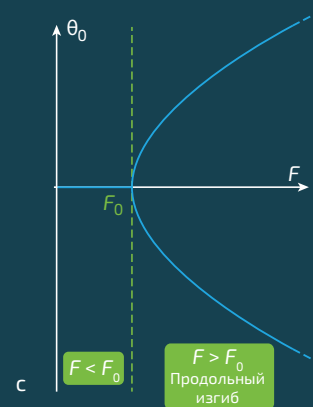 θ₀
F
F₀
F < F₀
F > F₀
Продольный
изгиб
c